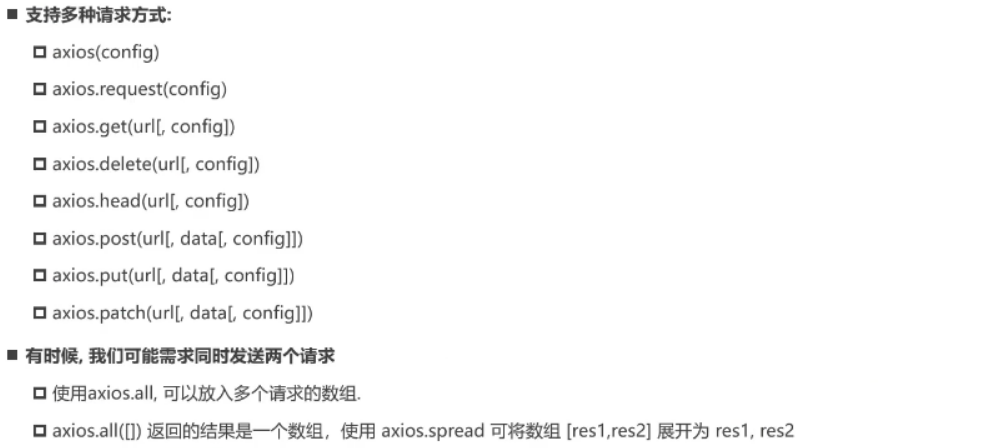 支持多种请求方式:
axios(config)
axios.request(config)
axios.get(url[, config])
axios.delete(url[, config])
axios.head(url[, config])
axios.post(url[, data[, config]])
axios.put(url[, data[, config]])
axios.patch(url[, data[, config]])
有时候, 我们可能需求同时发送两个请求
使用axios.all, 可以放入多个请求的数组.
axios.all([]) 返回的结果是一个数组，使用 axios.spread 可将数组 [res1,res2] 展开为 res1, res2